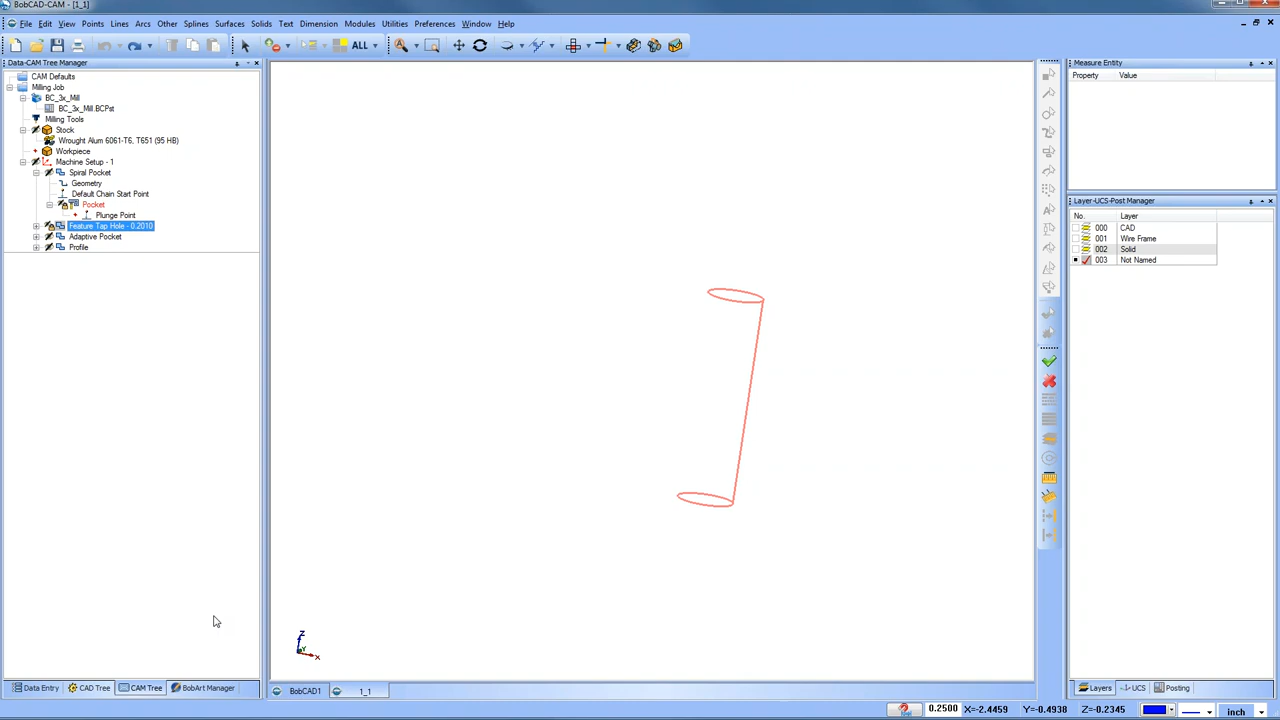 BobCAD-CAM - [1_1]
File Edit View Points Lines Arcs Other Splines Surfaces Solids Text Dimension Modules Utilities Preferences Window Help
ALL
Data-CAM Tree Manager
CAM Defaults
Milling Job
BC_3x_Mill
BC_3x_Mill.BCPst
Milling Tools
Stock
Wrought Alum 6061-T6, T651 (95 HB)
Workpiece
Machine Setup - 1
Spiral Pocket
Geometry
Default Chain Start Point
Pocket
Plunge Point
Feature Tap Hole - 0.2010
Adaptive Pocket
Profile
Data Entry CAD Tree CAM Tree BobArt Manager
Z
Y
X
BobCAD1 1_1
Measure Entity
Property Value
Layer-UCS-Post Manager
No. Layer
000 CAD
001 Wire Frame
002 Solid
003 Not Named
Layers UCS Posting
0.2500 X=-2.4459 Y=-0.4938 Z=-0.2345 inch